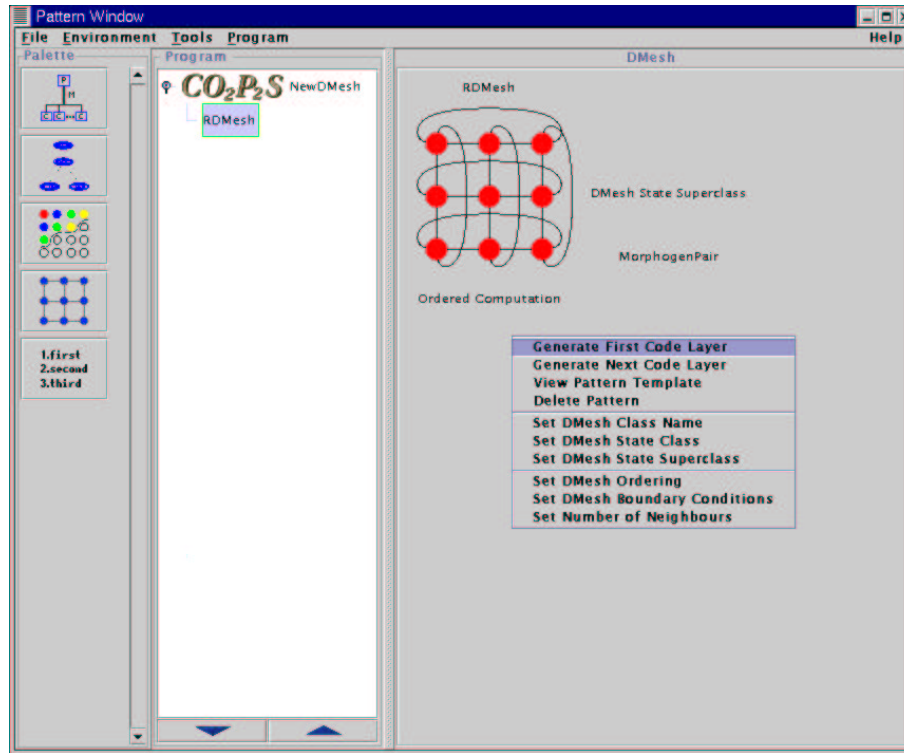 Pattern Window
File Environment Tools Program Help
Palette
P
M
C C ... C
1.first
2.second
3.third
Program
CO2P2S NewDMesh
RDMesh
DMesh
RDMesh
DMesh State Superclass
MorphogenPair
Ordered Computation
Generate First Code Layer
Generate Next Code Layer
View Pattern Template
Delete Pattern
Set DMesh Class Name
Set DMesh State Class
Set DMesh State Superclass
Set DMesh Ordering
Set DMesh Boundary Conditions
Set Number of Neighbours